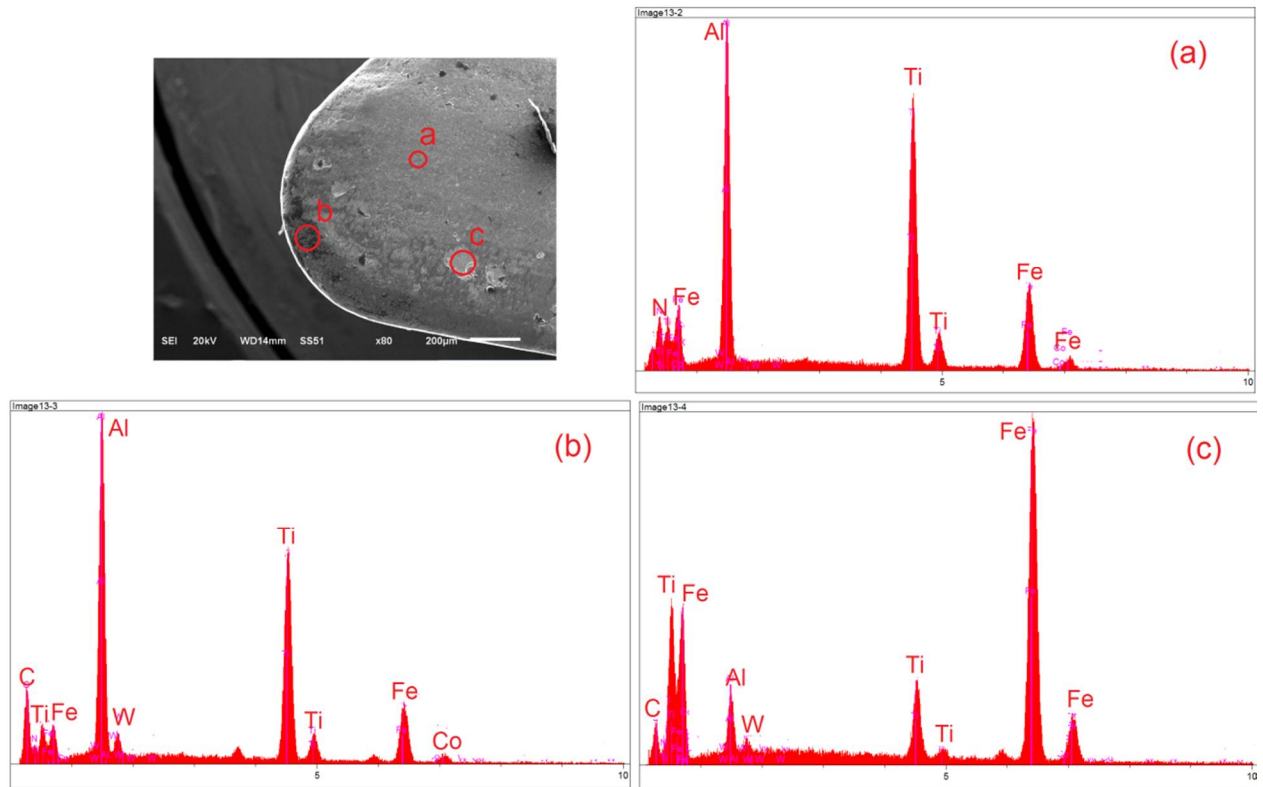 Image13-2
(a)
Al
Ti
N
Fe
Ti
Fe
Fe
5
10
a
b
c
SEI 20kV WD14mm SS51 x80 200μm
Image13-3
(b)
Al
C
Ti
Fe
W
Ti
Ti
Fe
Co
5
10
Image13-4
(c)
Fe
Ti
Fe
C
Al
W
Ti
Ti
Fe
5
10